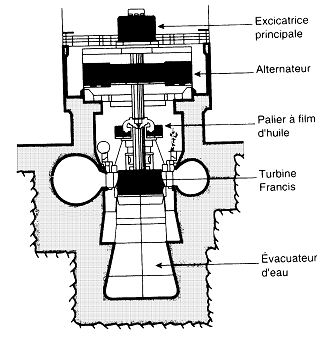 Excicatrice
principale
Alternateur
Palier à film
d'huile
Turbine
Francis
Évacuateur
d'eau